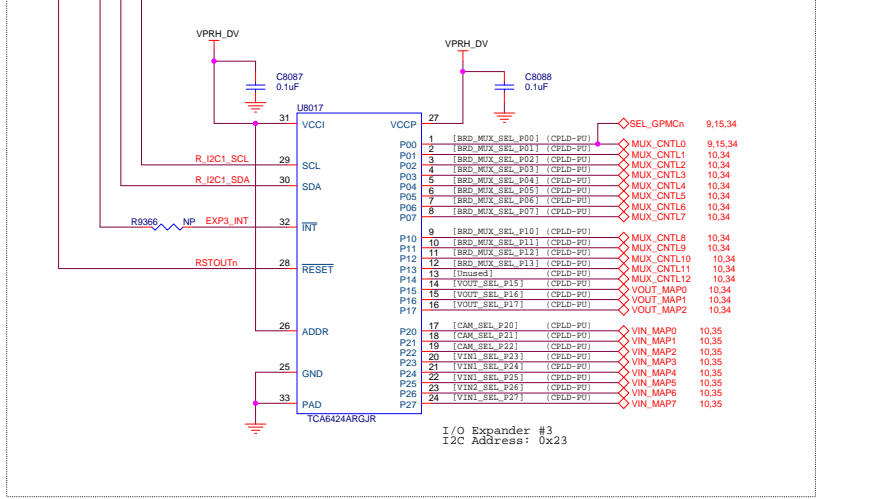 VPRH_DV
VPRH_DV
C8087
0.1uF
C8088
0.1uF
U8017
31 VCCI VCCP 27
SEL_GPMCn 9,15,34
P00 1 [BRD_MUX_SEL_P00] (CPLD-PU) MUX_CNTL0 9,15,34
P01 2 [BRD_MUX_SEL_P01] (CPLD-PU) MUX_CNTL1 10,34
R_I2C1_SCL 29 SCL P02 3 [BRD_MUX_SEL_P02] (CPLD-PU) MUX_CNTL2 10,34
P03 4 [BRD_MUX_SEL_P03] (CPLD-PU) MUX_CNTL3 10,34
R_I2C1_SDA 30 SDA P04 5 [BRD_MUX_SEL_P04] (CPLD-PU) MUX_CNTL4 10,34
P05 6 [BRD_MUX_SEL_P05] (CPLD-PU) MUX_CNTL5 10,34
P06 7 [BRD_MUX_SEL_P06] (CPLD-PU) MUX_CNTL6 10,34
P07 8 [BRD_MUX_SEL_P07] (CPLD-PU) MUX_CNTL7 10,34
R9366 NP EXP3_INT 32 INT
P10 9 [BRD_MUX_SEL_P10] (CPLD-PU) MUX_CNTL8 10,34
P11 10 [BRD_MUX_SEL_P11] (CPLD-PU) MUX_CNTL9 10,34
P12 11 [BRD_MUX_SEL_P12] (CPLD-PU) MUX_CNTL10 10,34
RSTOUTn 28 RESET P13 12 [BRD_MUX_SEL_P13] (CPLD-PU) MUX_CNTL11 10,34
P14 13 [Unused] (CPLD-PU) MUX_CNTL12 10,34
P15 14 [VOUT_SEL_P15] (CPLD-PU) VOUT_MAP0 10,34
P16 15 [VOUT_SEL_P16] (CPLD-PU) VOUT_MAP1 10,34
P17 16 [VOUT_SEL_P17] (CPLD-PU) VOUT_MAP2 10,34
26 ADDR P20 17 [CAM_SEL_P20] (CPLD-PU) VIN_MAP0 10,35
P21 18 [CAM_SEL_P21] (CPLD-PU) VIN_MAP1 10,35
P22 19 [CAM_SEL_P22] (CPLD-PU) VIN_MAP2 10,35
P23 20 [VIN1_SEL_P23] (CPLD-PU) VIN_MAP3 10,35
25 GND P24 21 [VIN1_SEL_P24] (CPLD-PU) VIN_MAP4 10,35
P25 22 [VIN1_SEL_P25] (CPLD-PU) VIN_MAP5 10,35
P26 23 [VIN2_SEL_P26] (CPLD-PU) VIN_MAP6 10,35
33 PAD P27 24 [VIN1_SEL_P27] (CPLD-PU) VIN_MAP7 10,35
TCA6424ARGJR
I/O Expander #3
I2C Address: 0x23